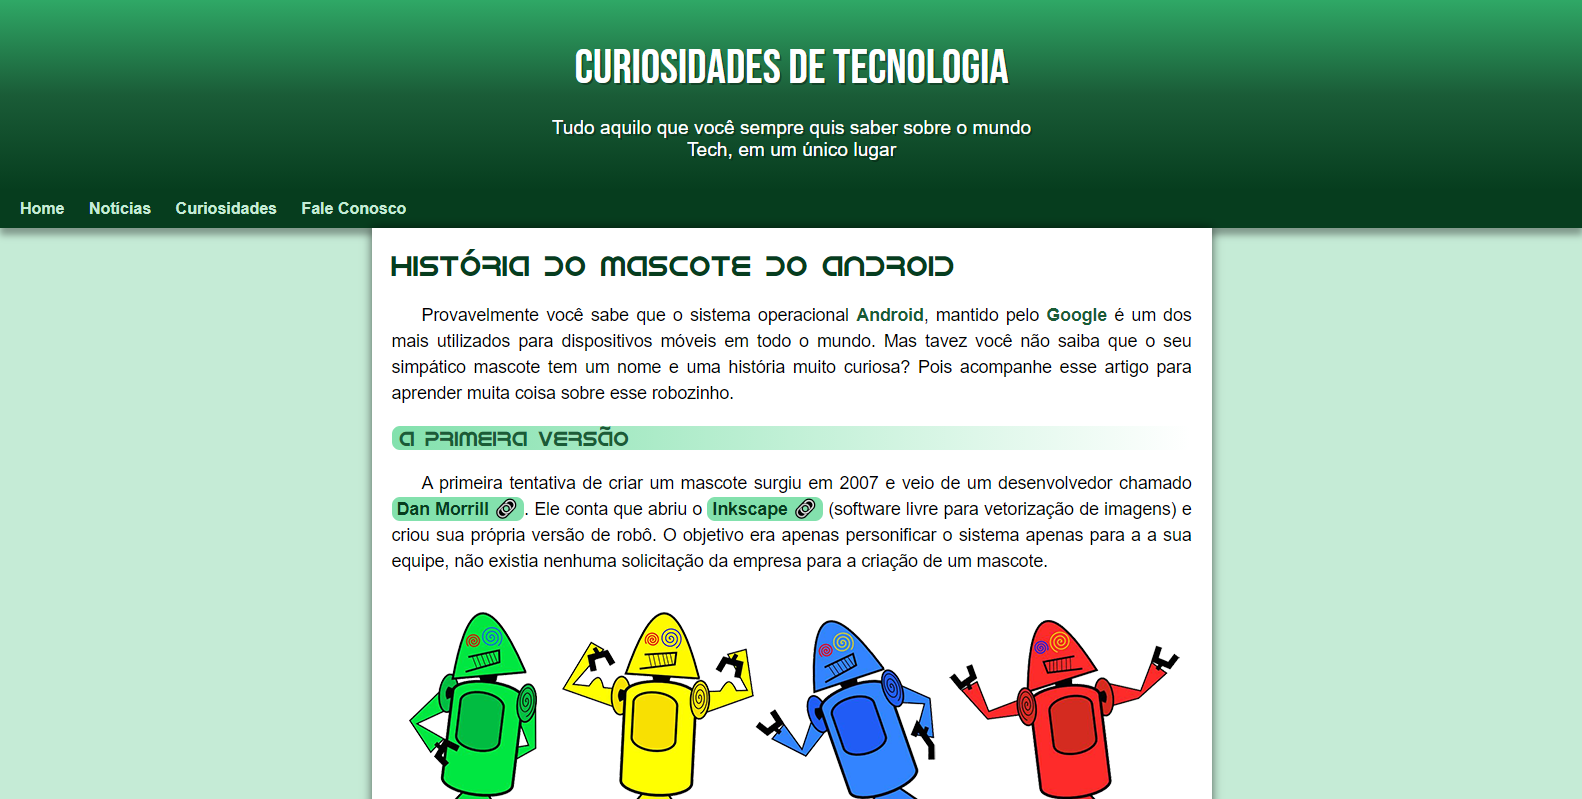 CURIOSIDADES DE TECNOLOGIA
Tudo aquilo que você sempre quis saber sobre o mundo
Tech, em um único lugar
Home Notícias Curiosidades Fale Conosco
HISTÓRIA DO MASCOTE DO ANDROID
Provavelmente você sabe que o sistema operacional Android, mantido pelo Google é um dos
mais utilizados para dispositivos móveis em todo o mundo. Mas tavez você não saiba que o seu
simpático mascote tem um nome e uma história muito curiosa? Pois acompanhe esse artigo para
aprender muita coisa sobre esse robozinho.
A PRIMEIRA VERSÃO
A primeira tentativa de criar um mascote surgiu em 2007 e veio de um desenvolvedor chamado
Dan Morrill . Ele conta que abriu o Inkscape (software livre para vetorização de imagens) e
criou sua própria versão de robô. O objetivo era apenas personificar o sistema apenas para a a sua
equipe, não existia nenhuma solicitação da empresa para a criação de um mascote.